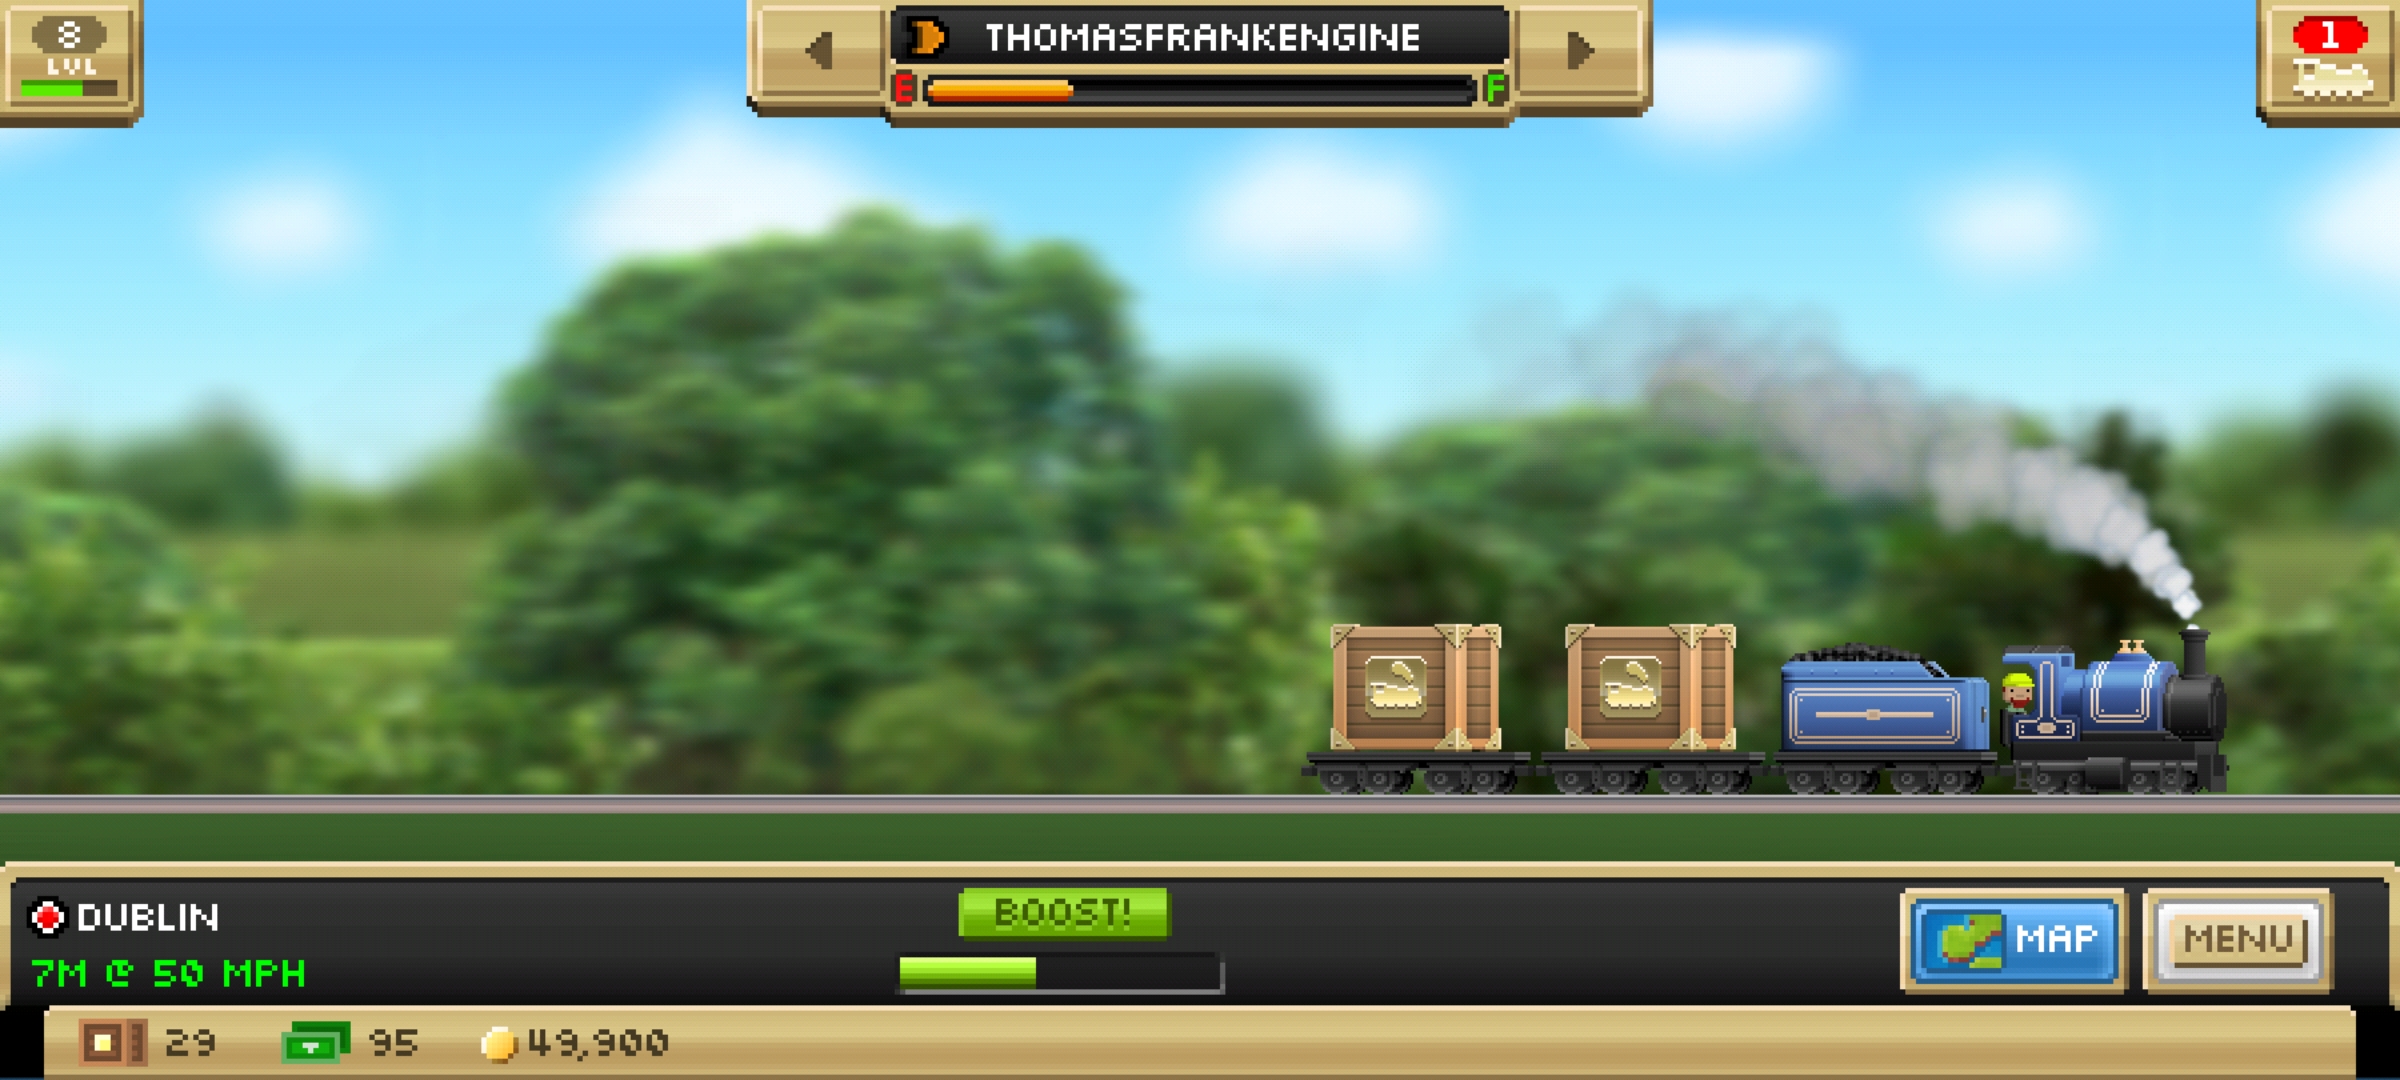 8
LVL
THOMASFRANKENGINE
E F
1
DUBLIN
7M @ 50 MPH
BOOST!
MAP
MENU
29
95
49,900